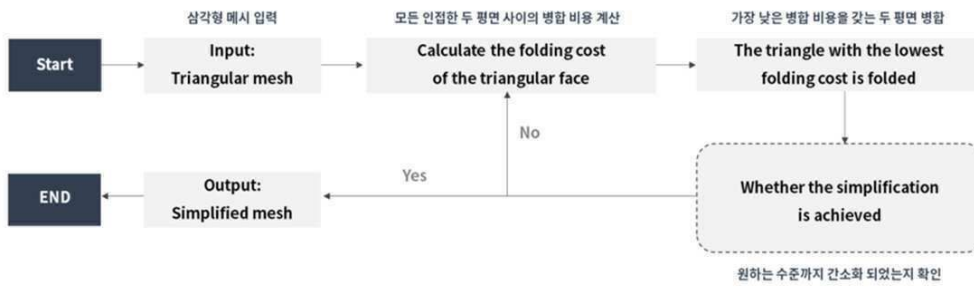 삼각형 메시 입력
모든 인접한 두 평면 사이의 병합 비용 계산
가장 낮은 병합 비용을 갖는 두 평면 병합
Start
Input:
Triangular mesh
Calculate the folding cost
of the triangular face
The triangle with the lowest
folding cost is folded
No
Yes
END
Output:
Simplified mesh
Whether the simplification
is achieved
원하는 수준까지 간소화 되었는지 확인